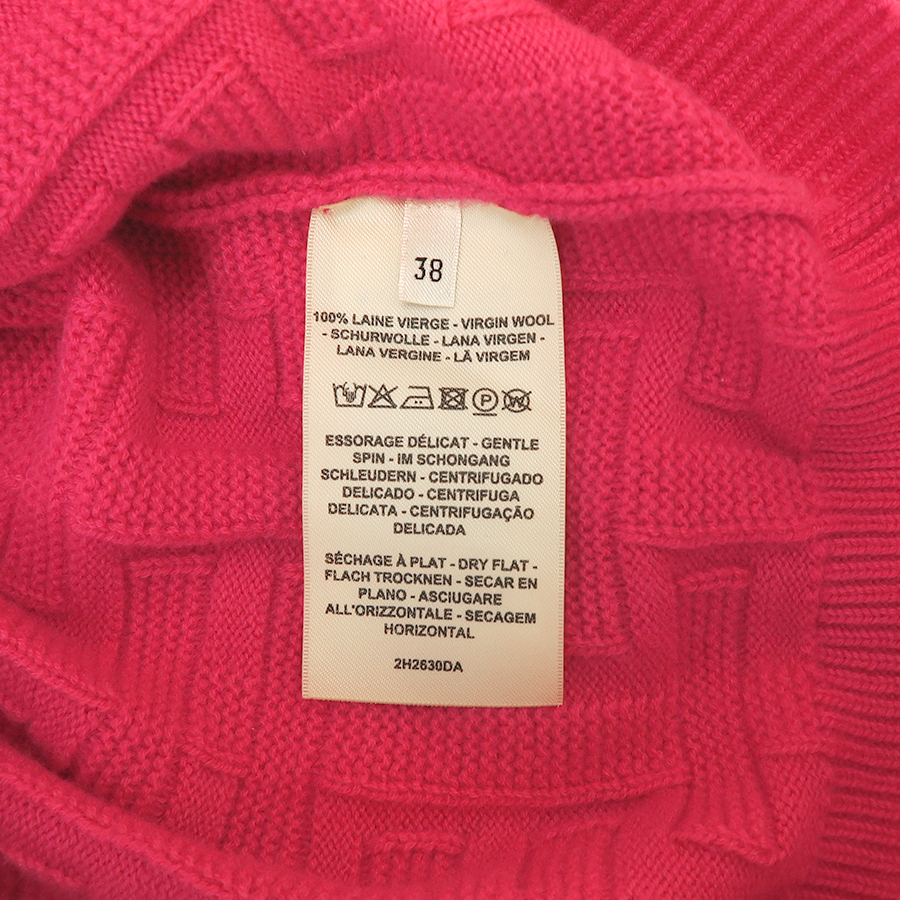 38
100% LAINE VIERGE - VIRGIN WOOL
- SCHURWOLLE - LANA VIRGEN -
LANA VERGINE - LÃ VIRGEM
P
W
ESSORAGE DÉLICAT - GENTLE
SPIN - IM SCHONGANG
SCHLEUDERN - CENTRIFUGADO
DELICADO - CENTRIFUGA
DELICATA - CENTRIFUGAÇÃO
DELICADA
SÉCHAGE À PLAT - DRY FLAT -
FLACH TROCKNEN - SECAR EN
PLANO - ASCIUGARE
ALL'ORIZZONTALE - SECAGEM
HORIZONTAL
2H2630DA